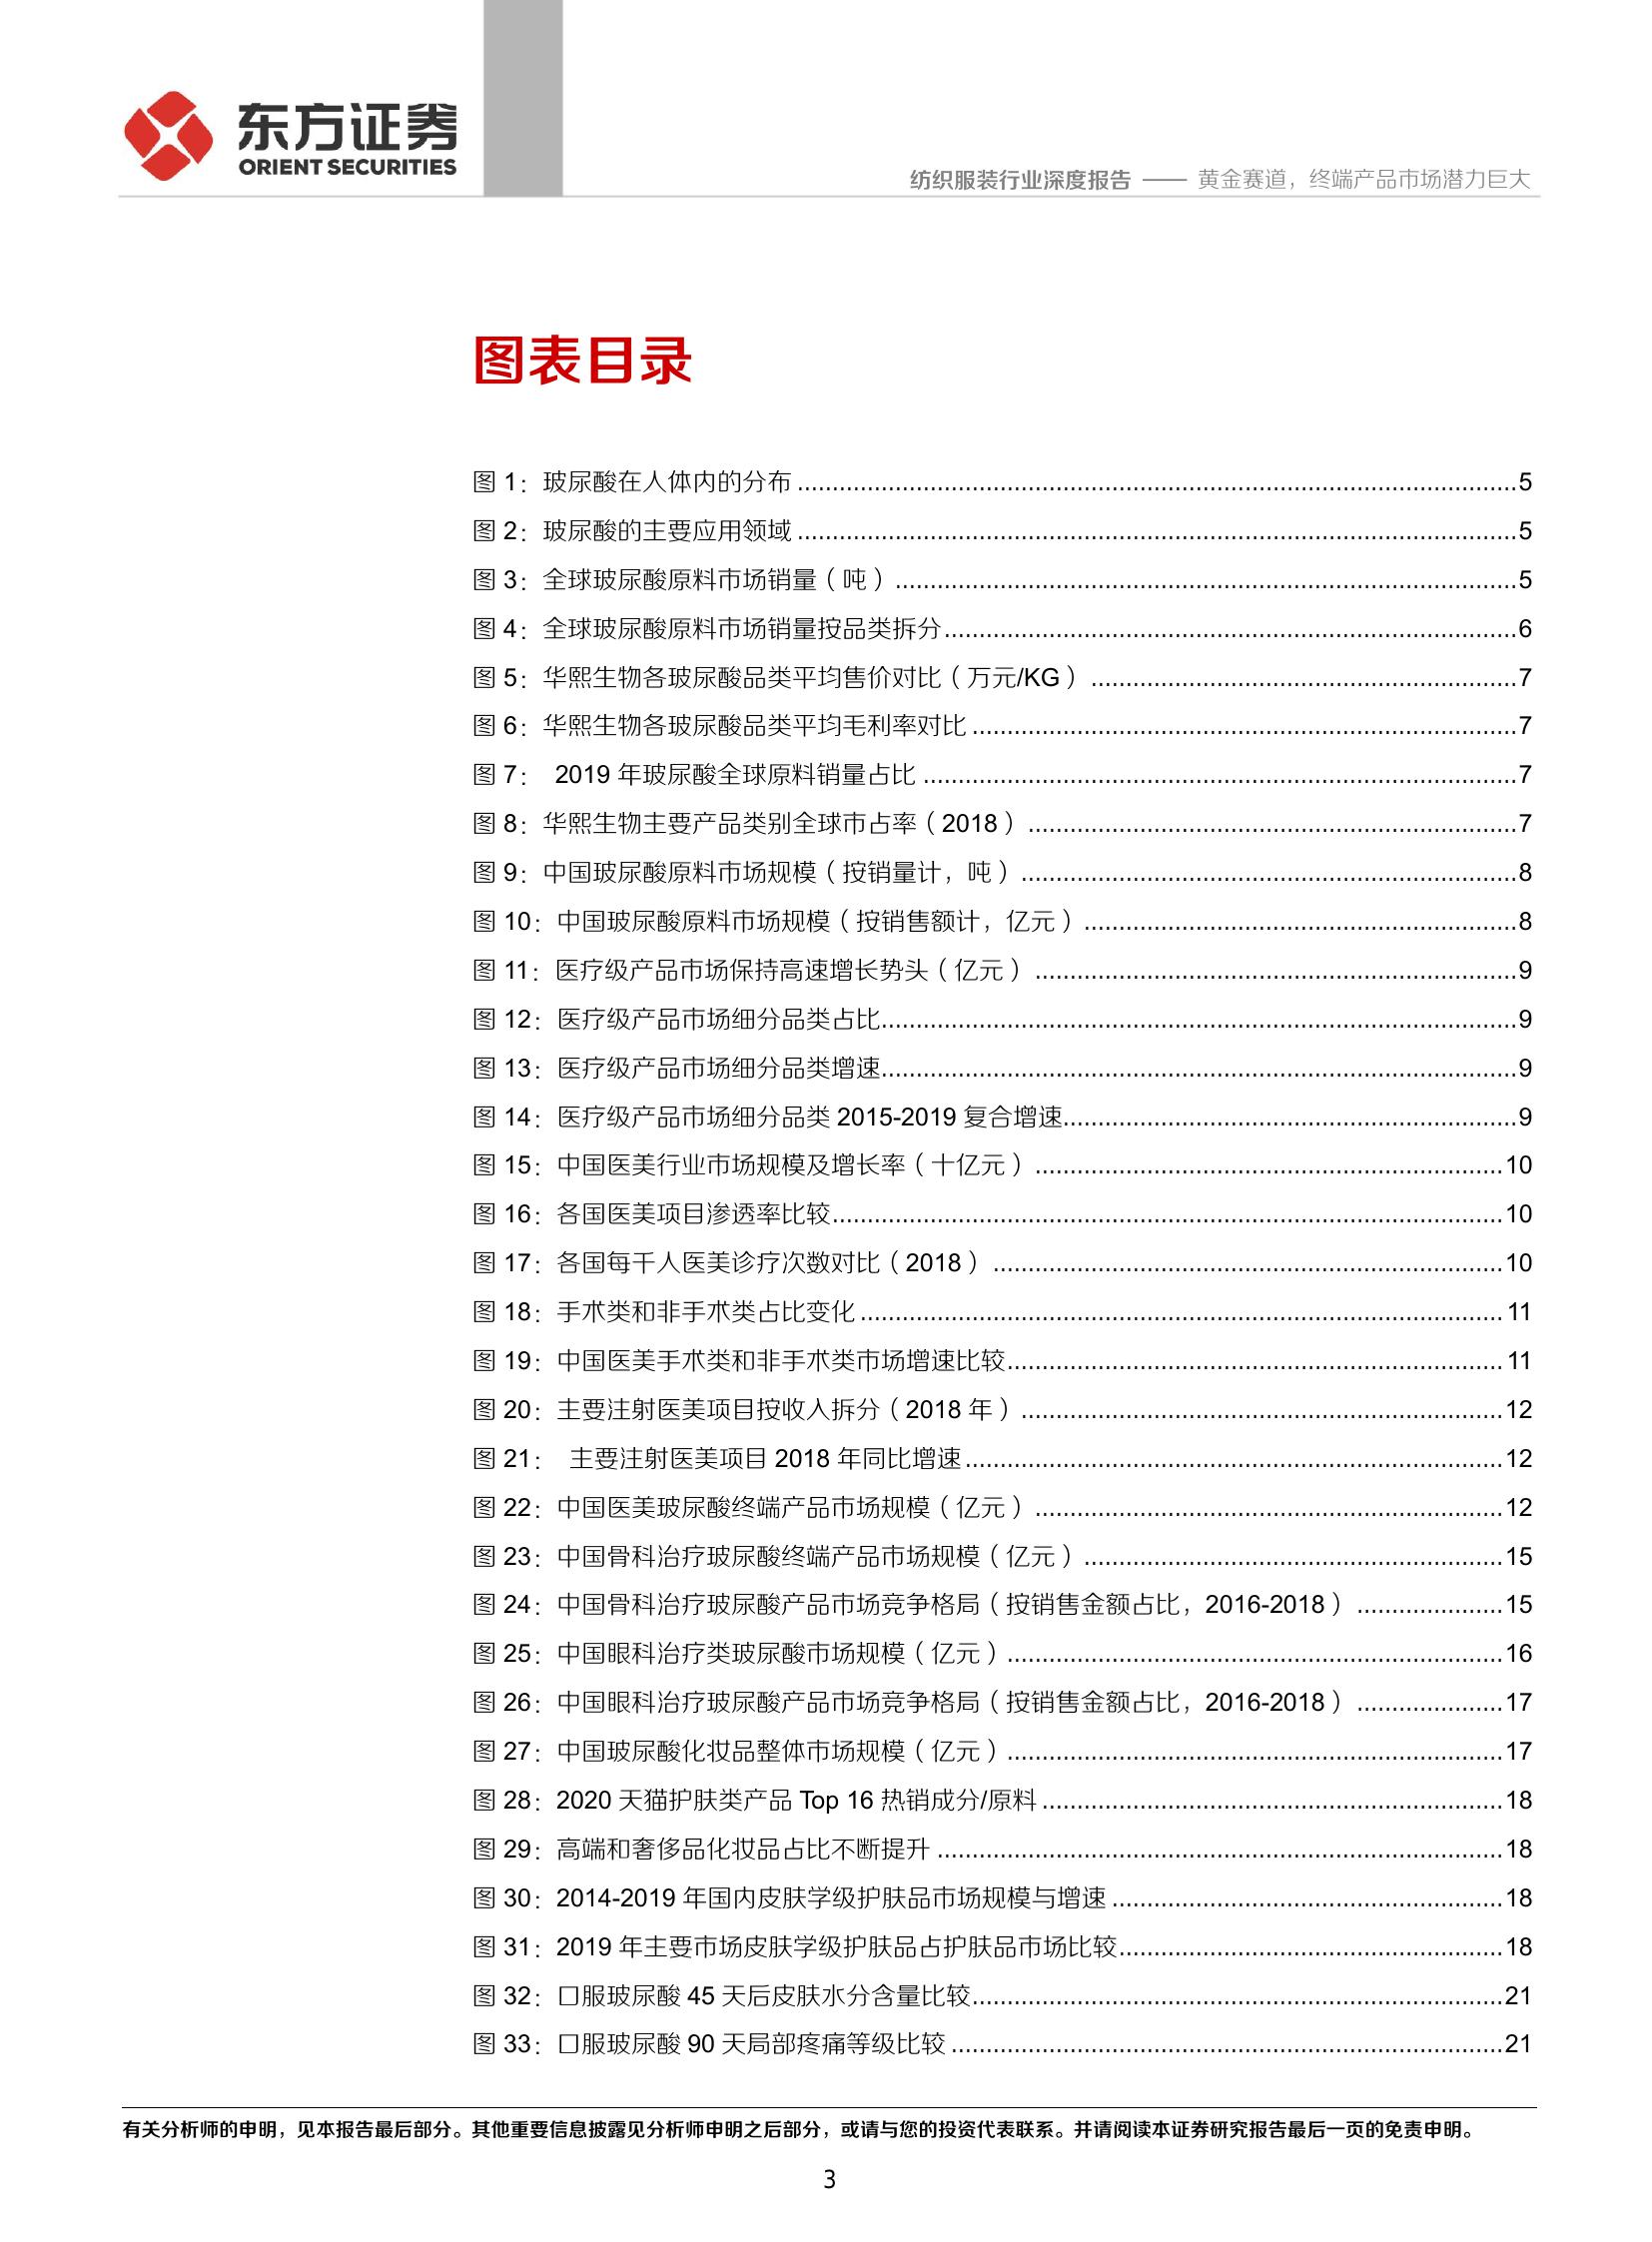 东方证券
ORIENT SECURITIES
纺织服装行业深度报告 —— 黄金赛道，终端产品市场潜力巨大
图表目录
图 1：玻尿酸在人体内的分布 ........................................5
图 2：玻尿酸的主要应用领域 ........................................5
图 3：全球玻尿酸原料市场销量（吨）........................................5
图 4：全球玻尿酸原料市场销量按品类拆分........................................6
图 5：华熙生物各玻尿酸品类平均售价对比（万元/KG）........................................7
图 6：华熙生物各玻尿酸品类平均毛利率对比 ........................................7
图 7： 2019 年玻尿酸全球原料销量占比 ........................................7
图 8：华熙生物主要产品类别全球市占率（2018）........................................7
图 9：中国玻尿酸原料市场规模（按销量计，吨）........................................8
图 10：中国玻尿酸原料市场规模（按销售额计，亿元）........................................8
图 11：医疗级产品市场保持高速增长势头（亿元）........................................9
图 12：医疗级产品市场细分品类占比........................................9
图 13：医疗级产品市场细分品类增速........................................9
图 14：医疗级产品市场细分品类 2015-2019 复合增速........................................9
图 15：中国医美行业市场规模及增长率（十亿元）........................................10
图 16：各国医美项目渗透率比较........................................10
图 17：各国每千人医美诊疗次数对比（2018）........................................10
图 18：手术类和非手术类占比变化 ........................................11
图 19：中国医美手术类和非手术类市场增速比较........................................11
图 20：主要注射医美项目按收入拆分（2018 年）........................................12
图 21： 主要注射医美项目 2018 年同比增速........................................12
图 22：中国医美玻尿酸终端产品市场规模（亿元）........................................12
图 23：中国骨科治疗玻尿酸终端产品市场规模（亿元）........................................15
图 24：中国骨科治疗玻尿酸产品市场竞争格局（按销售金额占比，2016-2018）....................15
图 25：中国眼科治疗类玻尿酸市场规模（亿元）........................................16
图 26：中国眼科治疗玻尿酸产品市场竞争格局（按销售金额占比，2016-2018）....................17
图 27：中国玻尿酸化妆品整体市场规模（亿元）........................................17
图 28：2020 天猫护肤类产品 Top 16 热销成分/原料........................................18
图 29：高端和奢侈品化妆品占比不断提升 ........................................18
图 30：2014-2019 年国内皮肤学级护肤品市场规模与增速 ........................................18
图 31：2019 年主要市场皮肤学级护肤品占护肤品市场比较........................................18
图 32：口服玻尿酸 45 天后皮肤水分含量比较........................................21
图 33：口服玻尿酸 90 天局部疼痛等级比较 ........................................21
有关分析师的申明，见本报告最后部分。其他重要信息披露见分析师申明之后部分，或请与您的投资代表联系。并请阅读本证券研究报告最后一页的免责申明。
3